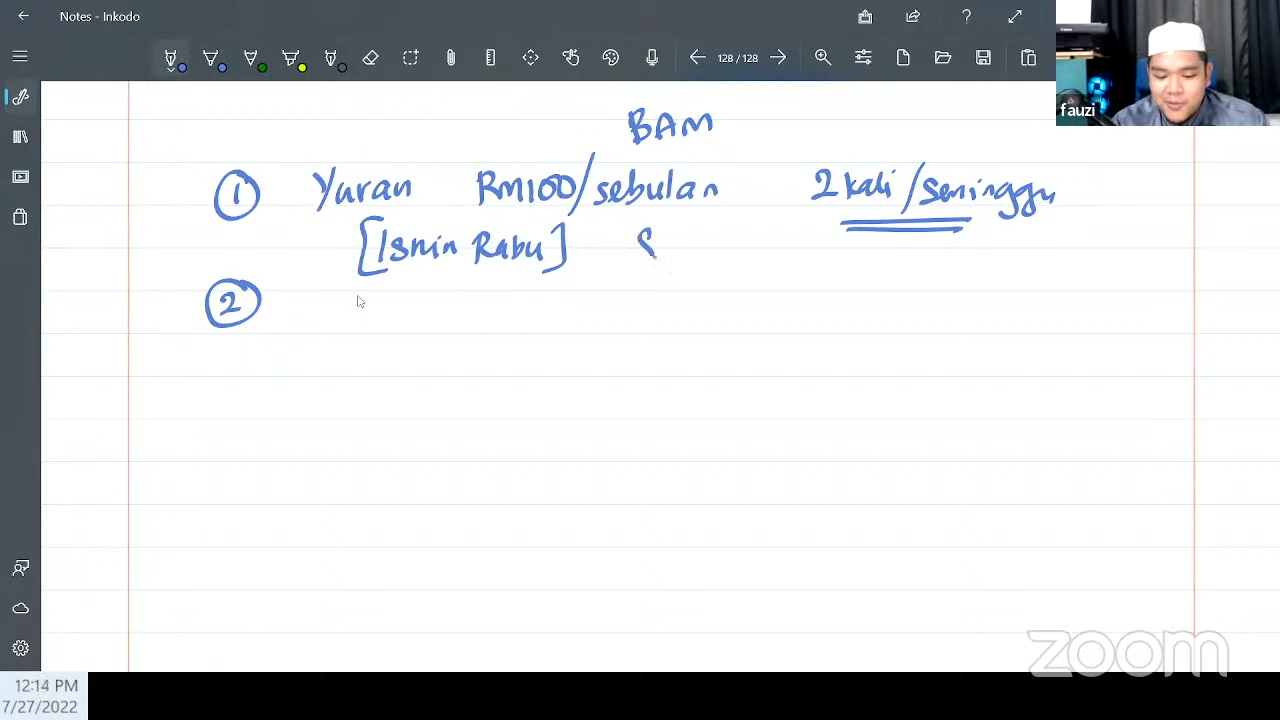 Notes - Inkodo
128 / 128
fauzi
BAM
1 Yuran RM100/sebulan 2 kali/Seminggu
[Isnin Rabu]
2
zoom
12:14 PM
7/27/2022